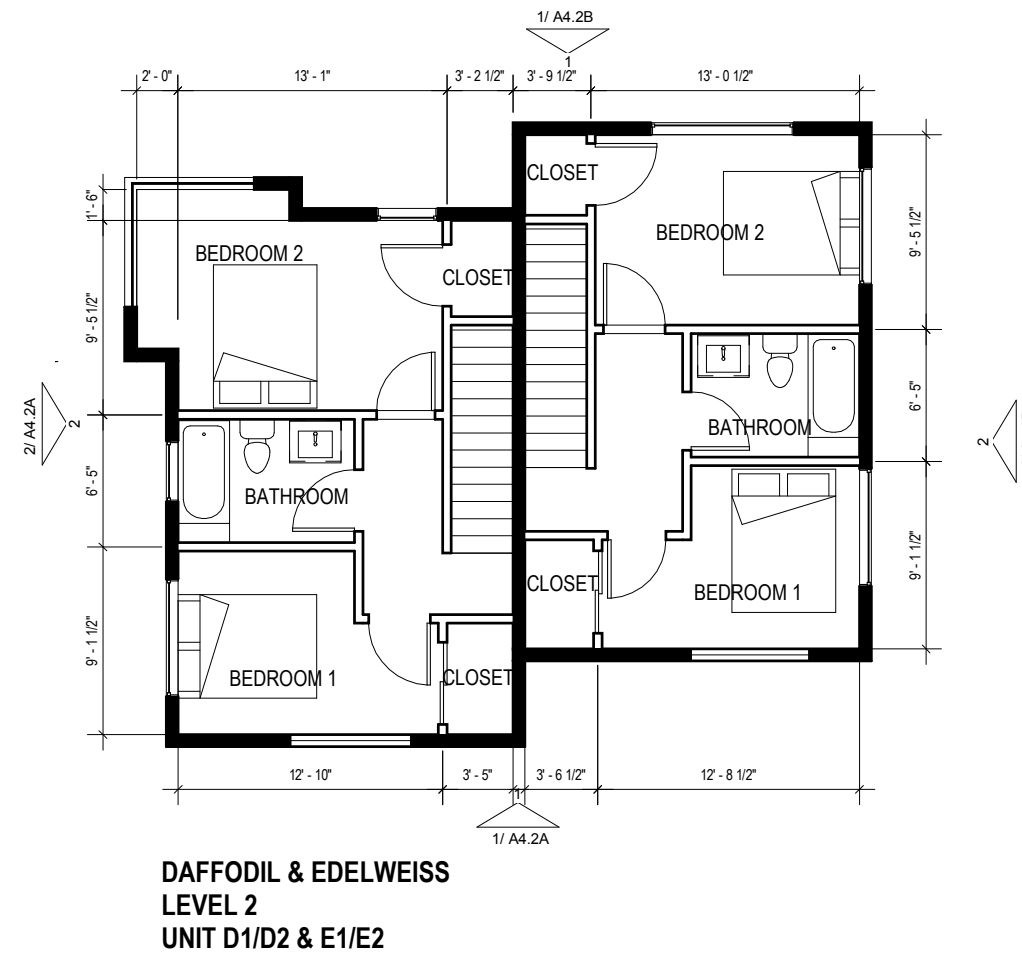 1/ A4.2B
1
2' - 0"
13' - 1"
3' - 2 1/2"
3' - 9 1/2"
13' - 0 1/2"
CLOSET
1' - 6"
BEDROOM 2
BEDROOM 2
9' - 5 1/2"
CLOSET
9' - 5 1/2"
2/ A4.2A
2
6' - 5"
BATHROOM
2
6' - 5"
BATHROOM
9' - 1 1/2"
CLOSET
BEDROOM 1
9' - 1 1/2"
BEDROOM 1
CLOSET
12' - 10"
3' - 5"
3' - 6 1/2"
12' - 8 1/2"
1
1/ A4.2A
DAFFODIL & EDELWEISS
LEVEL 2
UNIT D1/D2 & E1/E2